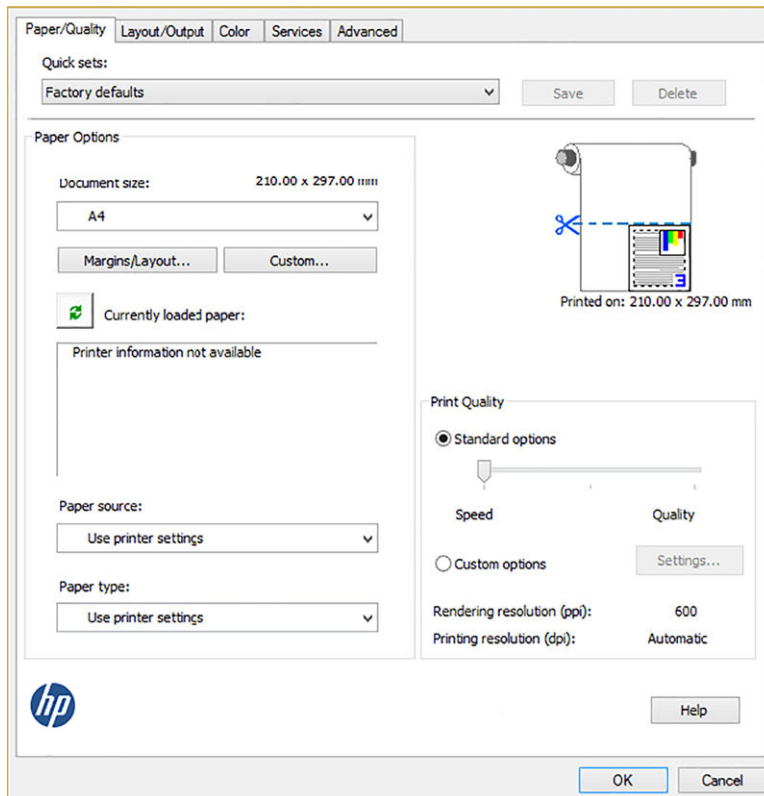 Paper/Quality Layout/Output Color Services Advanced
Quick sets:
Factory defaults
Save
Delete
Paper Options
Document size: 210.00 x 297.00 mm
A4
Margins/Layout... Custom...
Currently loaded paper:
Printer information not available
Paper source:
Use printer settings
Paper type:
Use printer settings
3
Printed on: 210.00 x 297.00 mm
Print Quality
Standard options
Speed Quality
Custom options Settings...
Rendering resolution (ppi): 600
Printing resolution (dpi): Automatic
hp
Help
OK Cancel